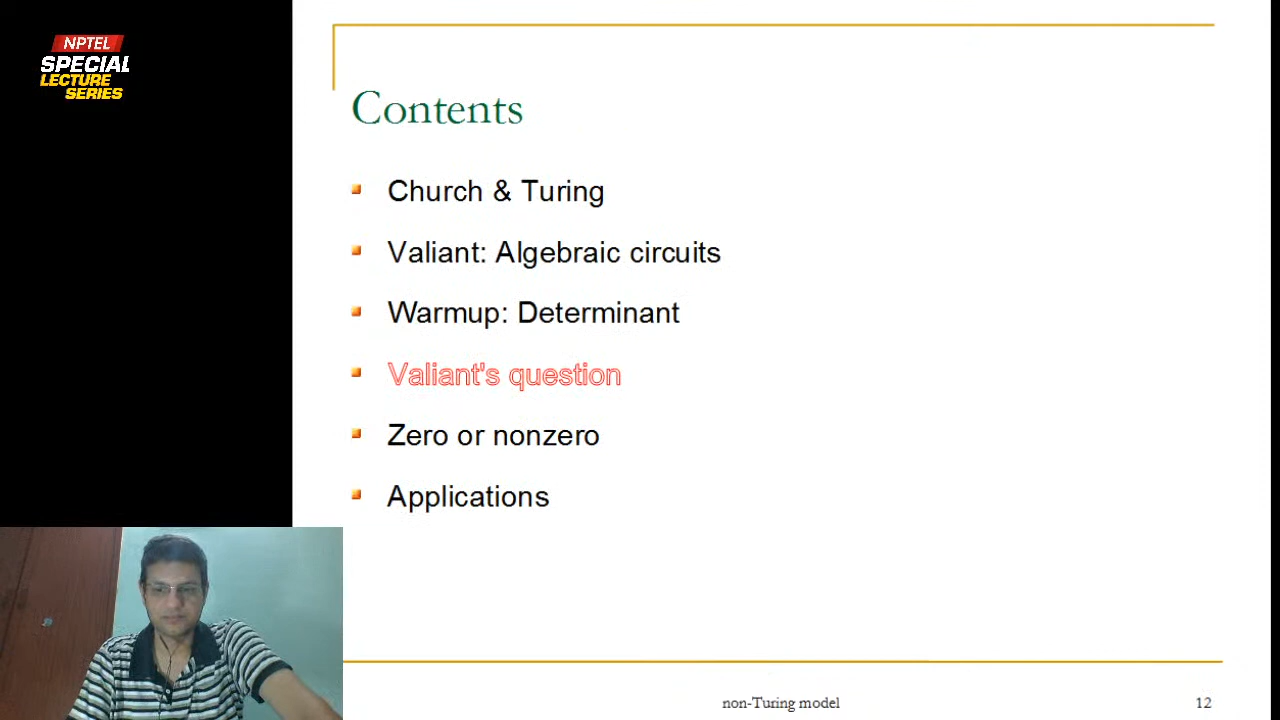 NPTEL
SPECIAL
LECTURE
SERIES
Contents
Church & Turing
Valiant: Algebraic circuits
Warmup: Determinant
Valiant's question
Zero or nonzero
Applications
non-Turing model
12